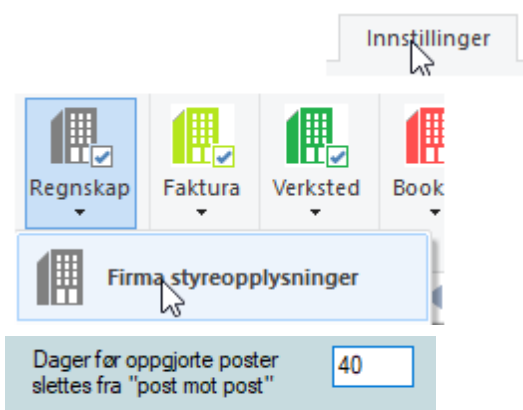 Innstillinger
Regnskap Faktura Verksted Book
Firma styreopplysninger
Dager før oppgjorte poster 40
slettes fra "post mot post"